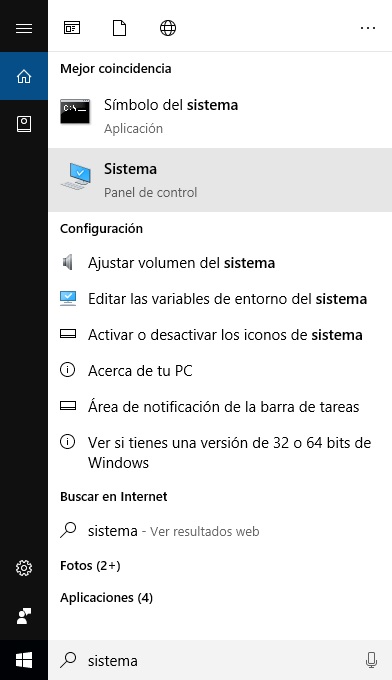 Mejor coincidencia
Símbolo del sistema
Aplicación
Sistema
Panel de control
Configuración
Ajustar volumen del sistema
Editar las variables de entorno del sistema
Activar o desactivar los iconos de sistema
Acerca de tu PC
Área de notificación de la barra de tareas
Ver si tienes una versión de 32 o 64 bits de
Windows
Buscar en Internet
sistema - Ver resultados web
Fotos (2+)
Aplicaciones (4)
sistema